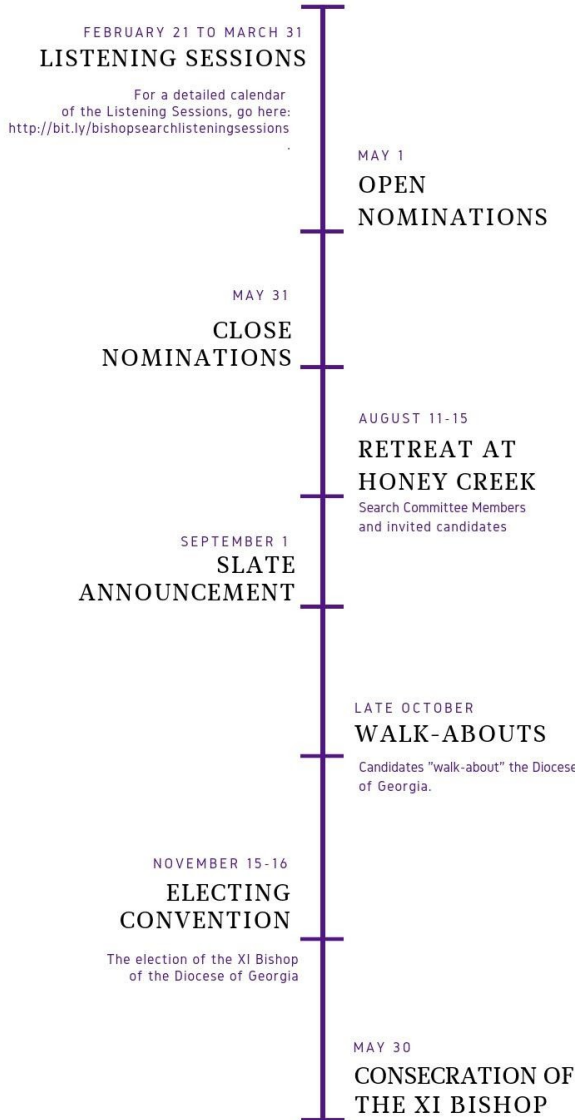 FEBRUARY 21 TO MARCH 31
LISTENING SESSIONS
For a detailed calendar
of the Listening Sessions, go here:
http://bit.ly/bishopsearchlisteningsessions
.
MAY 1
OPEN
NOMINATIONS
MAY 31
CLOSE
NOMINATIONS
AUGUST 11-15
RETREAT AT
HONEY CREEK
Search Committee Members
and invited candidates
SEPTEMBER 1
SLATE
ANNOUNCEMENT
LATE OCTOBER
WALK-ABOUTS
Candidates "walk-about" the Diocese
of Georgia.
NOVEMBER 15-16
ELECTING
CONVENTION
The election of the XI Bishop
of the Diocese of Georgia
MAY 30
CONSECRATION OF
THE XI BISHOP